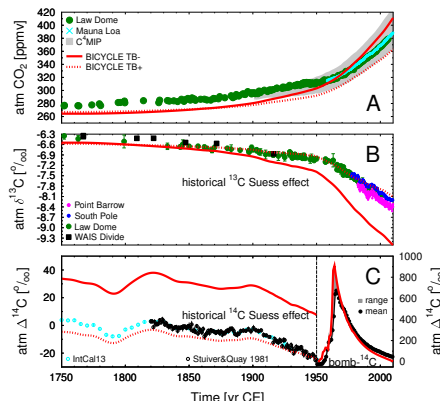 420
400
380
360
340
320
300
280
260
atm CO2 [ppmv]
Law Dome
Mauna Loa
C4MIP
BICYCLE TB-
BICYCLE TB+
A
-6.3
-6.6
-6.9
-7.2
-7.5
-7.8
-8.1
-8.4
-8.7
-9.0
-9.3
atm δ13C [o/oo]
B
historical 13C Suess effect
Point Barrow
South Pole
Law Dome
WAIS Divide
40
20
0
-20
atm Δ14C [o/oo]
C
historical 14C Suess effect
IntCal13
Stuiver&Quay 1981
range
mean
bomb-14C
1000
800
600
400
200
0
atm Δ14C [o/oo]
1750 1800 1850 1900 1950 2000
Time [yr CE]